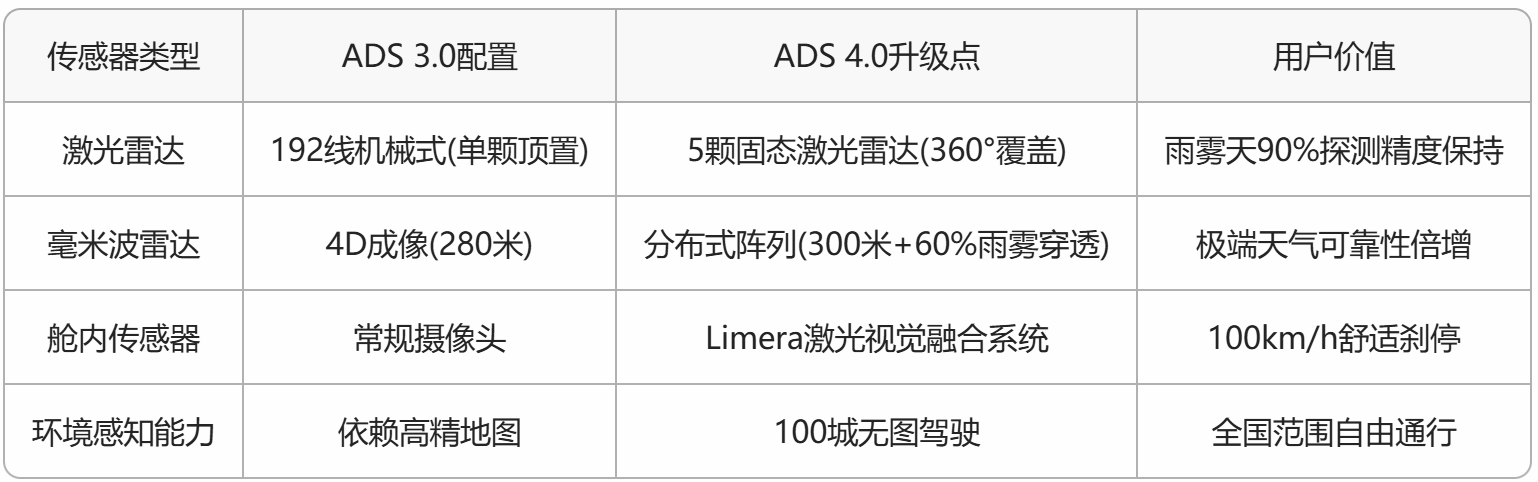 传感器类型 ADS 3.0配置 ADS 4.0升级点 用户价值
激光雷达 192线机械式(单颗顶置) 5颗固态激光雷达(360°覆盖) 雨雾天90%探测精度保持
毫米波雷达 4D成像(280米) 分布式阵列(300米+60%雨雾穿透) 极端天气可靠性倍增
舱内传感器 常规摄像头 Limera激光视觉融合系统 100km/h舒适刹停
环境感知能力 依赖高精地图 100城无图驾驶 全国范围自由通行